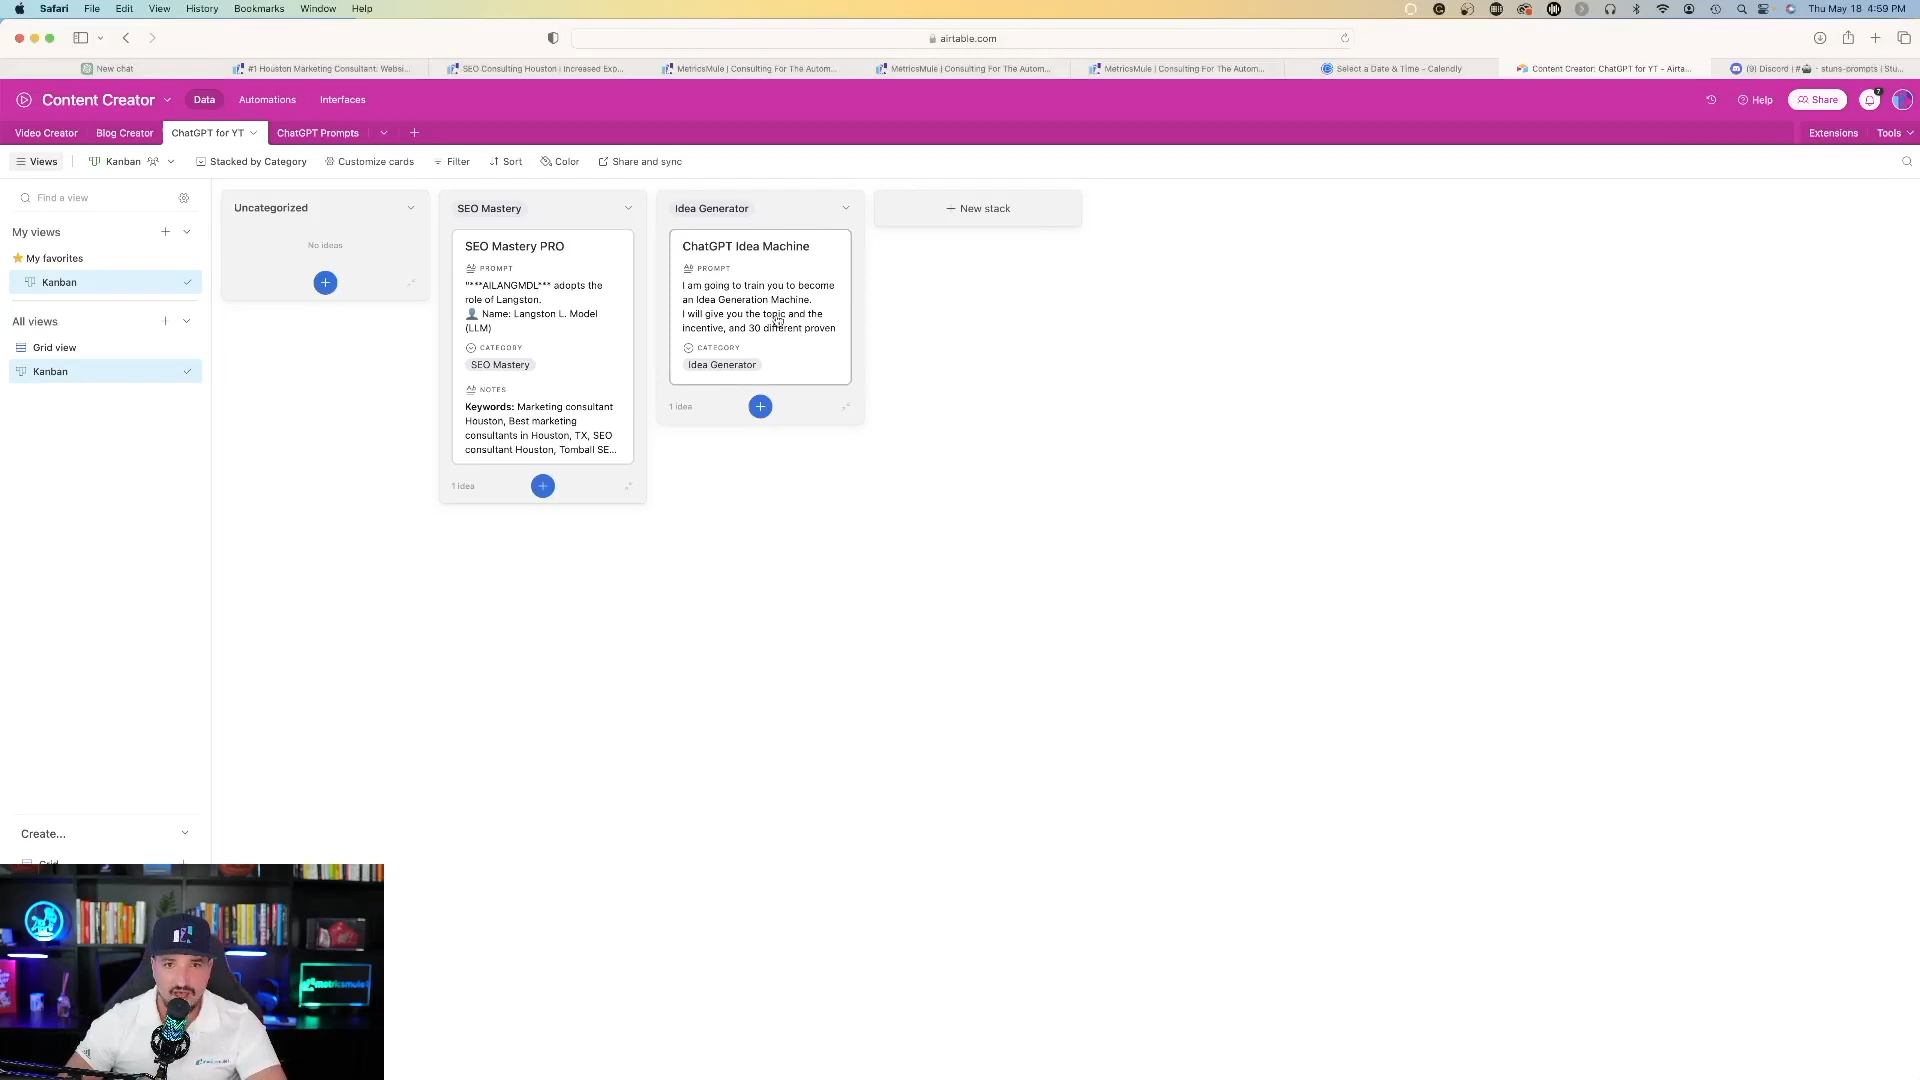 Safari File Edit View History Bookmarks Window Help
Thu May 18 4:59 PM
airtable.com
New chat
#1 Houston Marketing Consultant: Websi...
SEO Consulting Houston | Increased Exp...
MetricsMule | Consulting For The Autom...
MetricsMule | Consulting For The Autom...
MetricsMule | Consulting For The Autom...
Select a Date & Time - Calendly
Content Creator: ChatGPT for YT - Airta...
(9) Discord | #🤖 - stuns-prompts | Stu...
Content Creator
Data
Automations
Interfaces
Help
Share
7
Video Creator
Blog Creator
ChatGPT for YT
ChatGPT Prompts
Extensions
Tools
Views
Kanban
Stacked by Category
Customize cards
Filter
Sort
Color
Share and sync
Find a view
My views
My favorites
Kanban
All views
Grid view
Kanban
Create...
Grid
Uncategorized
No ideas
SEO Mastery
SEO Mastery PRO
PROMPT
"***AILANGMDL*** adopts the
role of Langston.
👤 Name: Langston L. Model
(LLM)
CATEGORY
SEO Mastery
NOTES
Keywords: Marketing consultant
Houston, Best marketing
consultants in Houston, TX, SEO
consultant Houston, Tomball SE...
1 idea
Idea Generator
ChatGPT Idea Machine
PROMPT
I am going to train you to become
an Idea Generation Machine.
I will give you the topic and the
incentive, and 30 different proven
CATEGORY
Idea Generator
1 idea
+ New stack
metricsmule